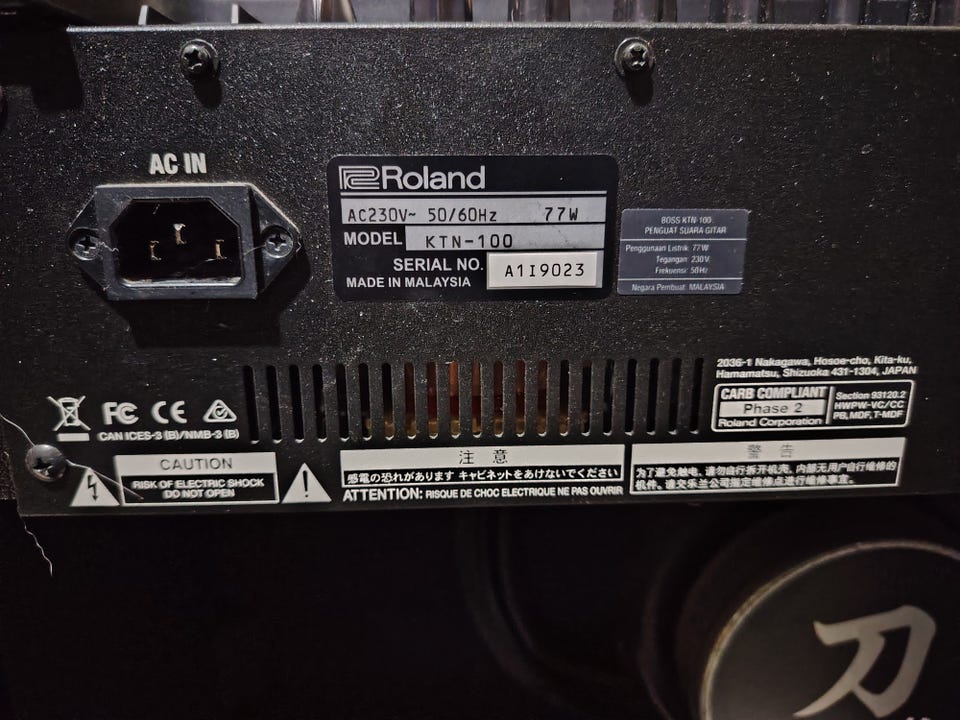 AC IN
Roland
AC230V~ 50/60Hz 77W
MODEL KTN-100
SERIAL NO. A1I9023
MADE IN MALAYSIA
BOSS KTN-100
PENGUAT SUARA GITAR
Penggunaan Listrik: 77W
Tegangan: 230V
Frekuensi: 50Hz
Negara Pembuat: MALAYSIA
2036-1 Nakagawa, Hosoe-cho, Kita-ku,
Hamamatsu, Shizuoka 431-1304, JAPAN
CARB COMPLIANT
Phase 2
Roland Corporation
Section 93120.2
HWPW-VC/CC
PB, MDF, T-MDF
FC CE
CAN ICES-3 (B)/NMB-3 (B)
CAUTION
RISK OF ELECTRIC SHOCK
DO NOT OPEN
注意
感電の恐れがあります キャビネットをあけないでください
ATTENTION: RISQUE DE CHOC ELECTRIQUE NE PAS OUVRIR
警告
为了避免触电、请勿自行拆开机壳、内部无用户自行维修的
机件、请交乐兰公司指定维修点进行维修事宜。
刀